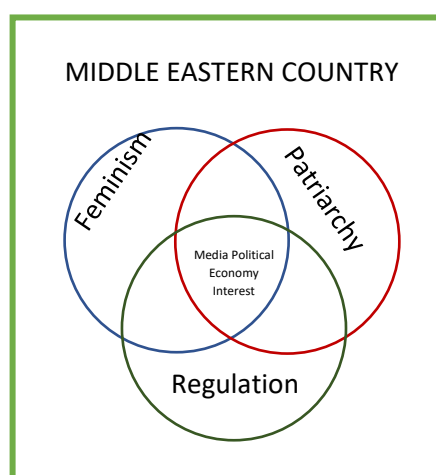 MIDDLE EASTERN COUNTRY
Feminism
Patriarchy
Media Political
Economy
Interest
Regulation